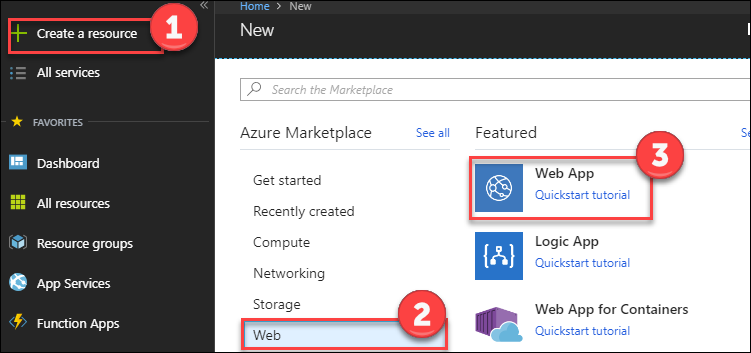 Create a resource
1
All services
FAVORITES
Dashboard
All resources
Resource groups
App Services
Function Apps
Home > New
New
Search the Marketplace
Azure Marketplace See all
Get started
Recently created
Compute
Networking
Storage
Web
2
Featured
Web App
Quickstart tutorial
3
Logic App
Quickstart tutorial
Web App for Containers
Quickstart tutorial